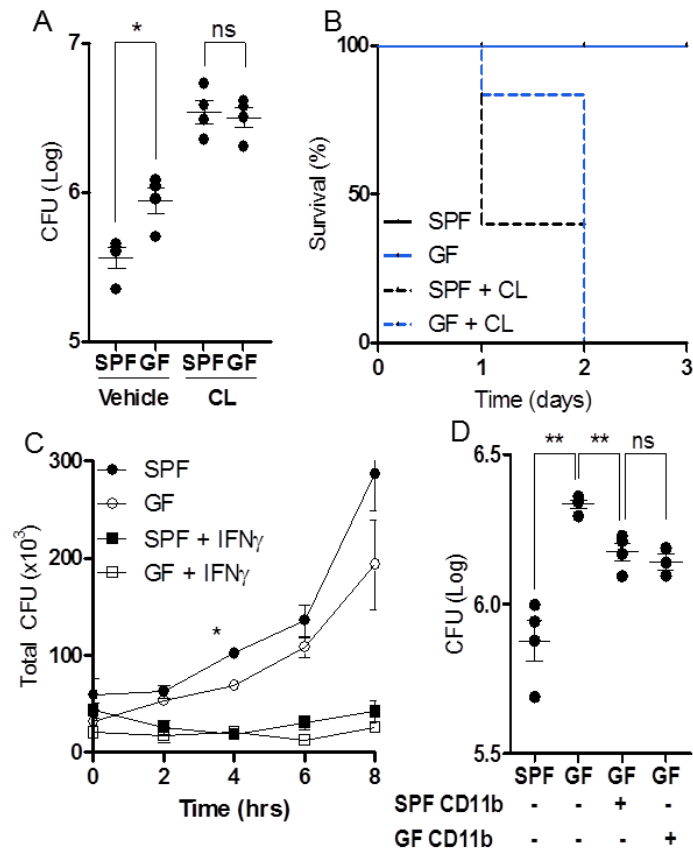 A
*
ns
7
6
5
CFU (Log)
SPF GF SPF GF
Vehicle CL
B
100
50
0
Survival (%)
SPF
GF
SPF + CL
GF + CL
0 1 2 3
Time (days)
C
300
200
100
0
Total CFU (x10³)
SPF
GF
SPF + IFNγ
GF + IFNγ
*
0 2 4 6 8
Time (hrs)
D
** ** ns
6.5
6.0
5.5
CFU (Log)
SPF GF GF GF
SPF CD11b - - + -
GF CD11b - - - +